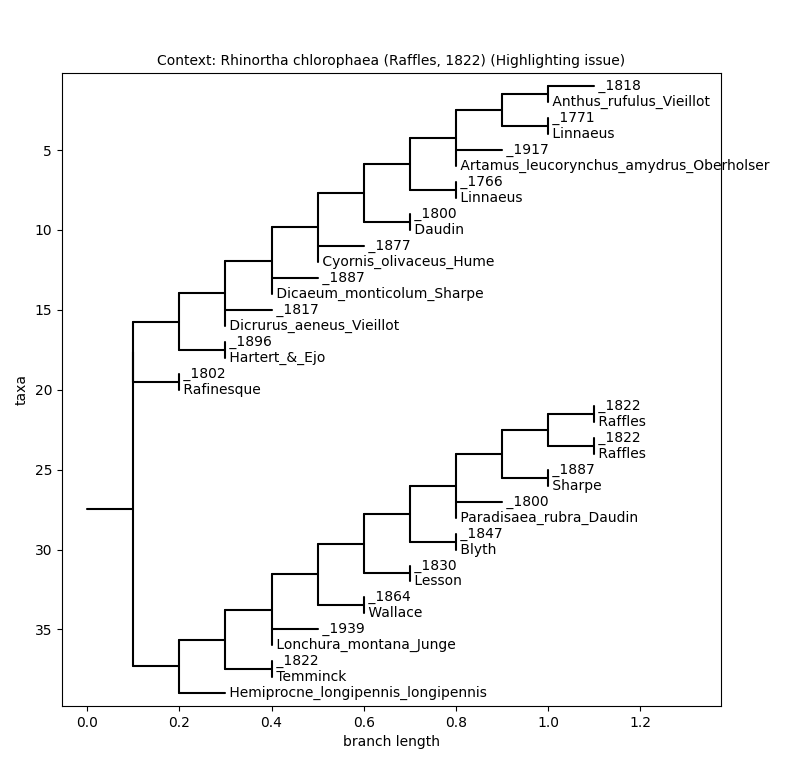 Context: Rhinortha chlorophaea (Raffles, 1822) (Highlighting issue)
_1818
Anthus_rufulus_Vieillot
_1771
Linnaeus
_1917
Artamus_leucorynchus_amydrus_Oberholser
_1766
Linnaeus
_1800
Daudin
_1877
Cyornis_olivaceus_Hume
_1887
Dicaeum_monticolum_Sharpe
_1817
Dicrurus_aeneus_Vieillot
_1896
Hartert_&_Ejo
_1802
Rafinesque
_1822
Raffles
_1822
Raffles
_1887
Sharpe
_1800
Paradisaea_rubra_Daudin
_1847
Blyth
_1830
Lesson
_1864
Wallace
_1939
Lonchura_montana_Junge
_1822
Temminck
Hemiprocne_longipennis_longipennis
taxa
5
10
15
20
25
30
35
0.0 0.2 0.4 0.6 0.8 1.0 1.2
branch length